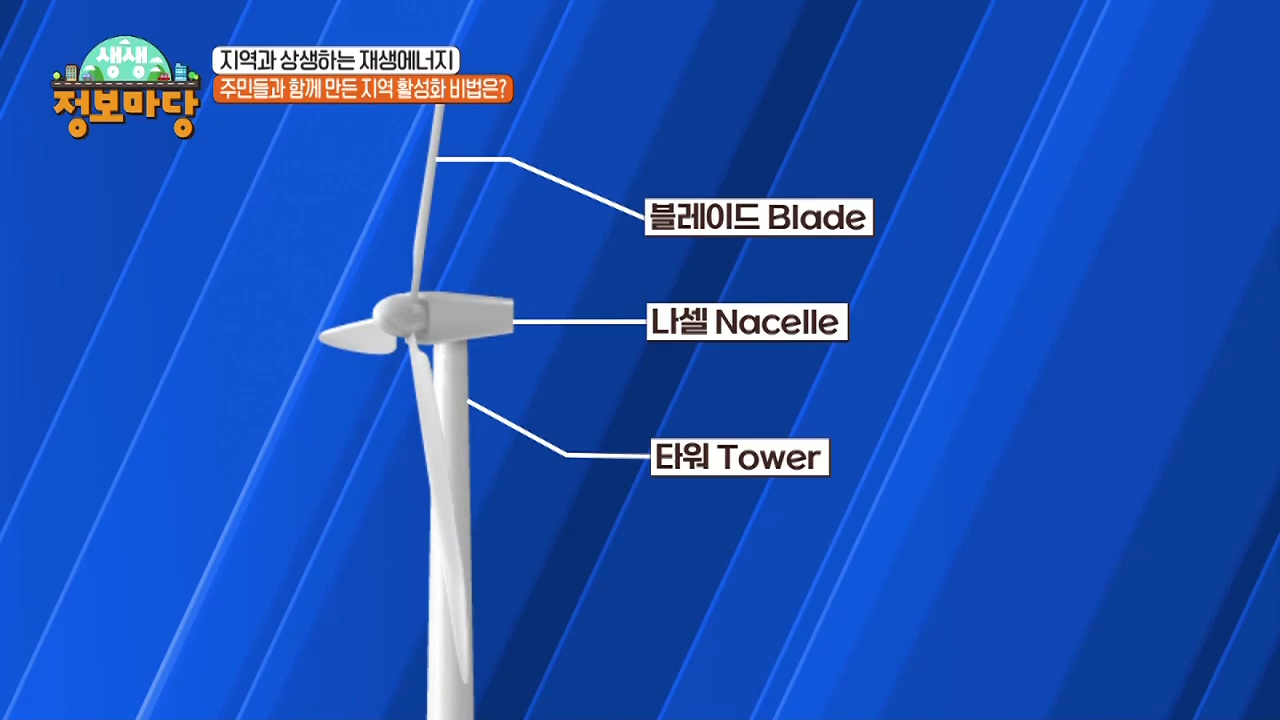 생생
정보마당
지역과 상생하는 재생에너지
주민들과 함께 만든 지역 활성화 비법은?
블레이드 Blade
나셀 Nacelle
타워 Tower